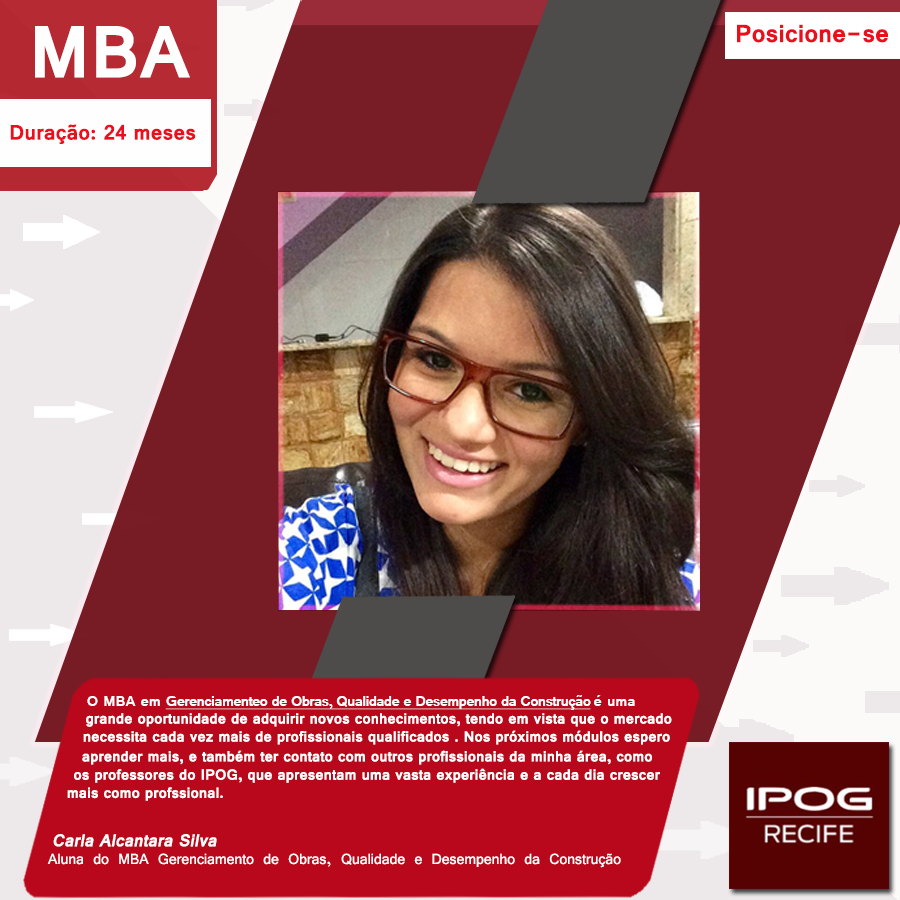 MBA
Duração: 24 meses
Posicione-se
O MBA em Gerenciamenteo de Obras, Qualidade e Desempenho da Construção é uma
grande oportunidade de adquirir novos conhecimentos, tendo em vista que o mercado
necessita cada vez mais de profissionais qualificados . Nos próximos módulos espero
aprender mais, e também ter contato com outros profissionais da minha área, como
os professores do IPOG, que apresentam uma vasta experiência e a cada dia crescer
mais como profssional.
Carla Alcantara Silva
Aluna do MBA Gerenciamento de Obras, Qualidade e Desempenho da Construção
IPOG
RECIFE